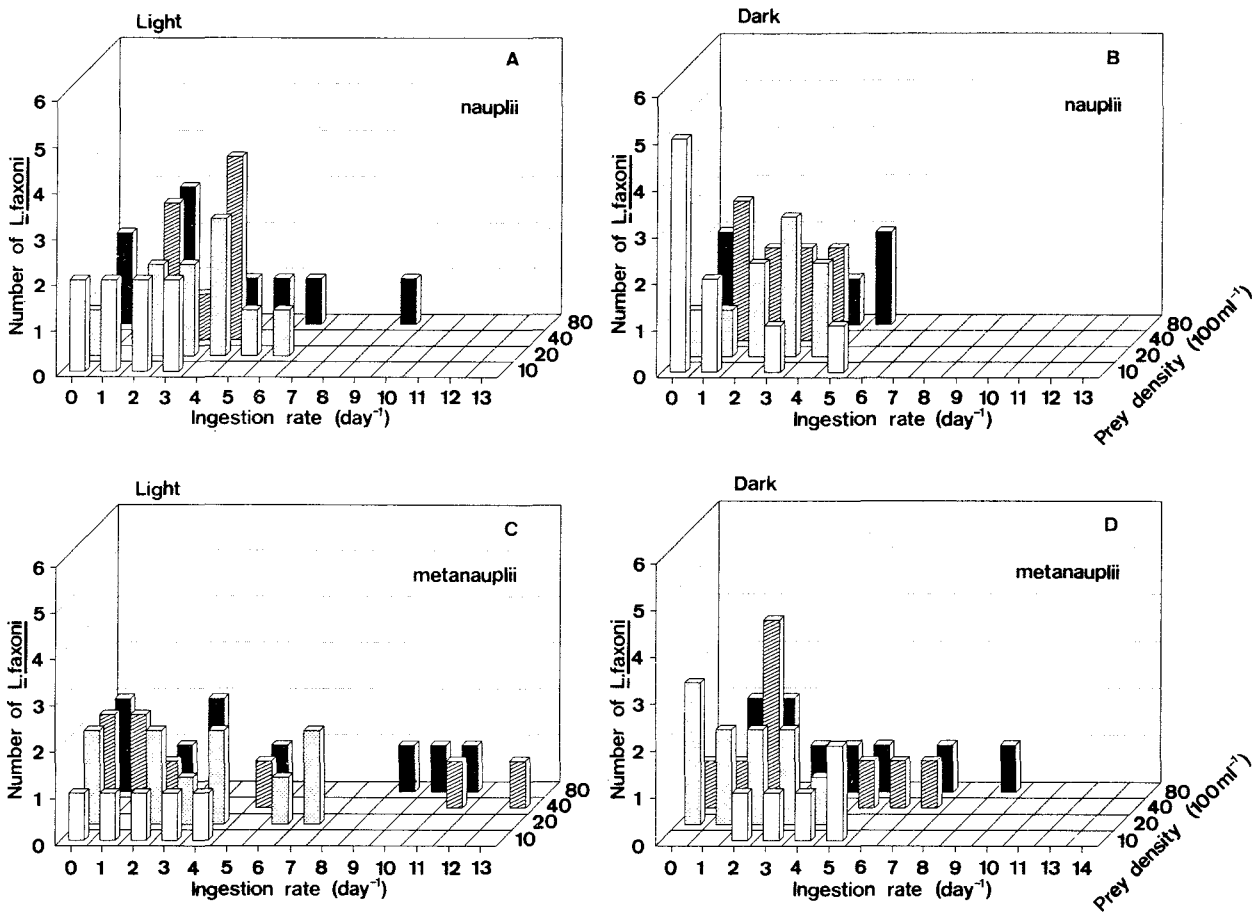 Light
A
nauplii
Number of L.faxoni
6
5
4
3
2
1
0
0 1 2 3 4 5 6 7 8 9 10 11 12 13
Ingestion rate (day⁻¹)
10 20 40 80
Dark
B
nauplii
Number of L.faxoni
6
5
4
3
2
1
0
0 1 2 3 4 5 6 7 8 9 10 11 12 13
Ingestion rate (day⁻¹)
10 20 40 80
Prey density (100ml⁻¹)
Light
C
metanauplii
Number of L.faxoni
6
5
4
3
2
1
0
0 1 2 3 4 5 6 7 8 9 10 11 12 13
Ingestion rate (day⁻¹)
10 20 40 80
Dark
D
metanauplii
Number of L.faxoni
6
5
4
3
2
1
0
0 1 2 3 4 5 6 7 8 9 10 11 12 13 14
Ingestion rate (day⁻¹)
10 20 40 80
Prey density (100ml⁻¹)